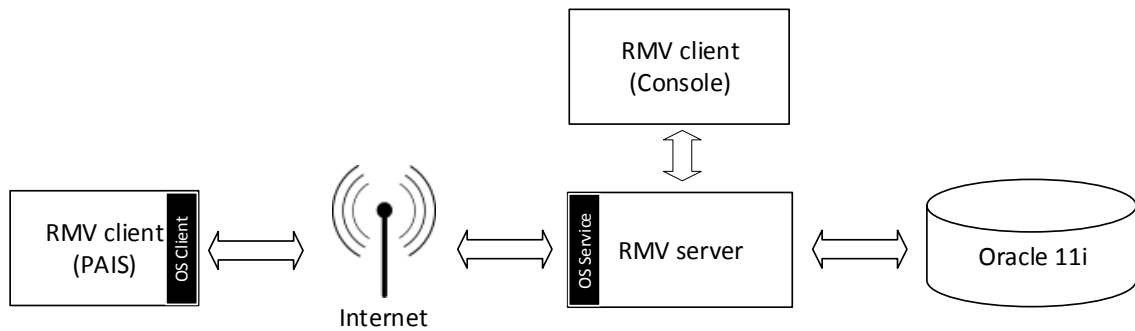 RMV client
(Console)
RMV client
(PAIS)
OS Client
Internet
OS Service
RMV server
Oracle 11i